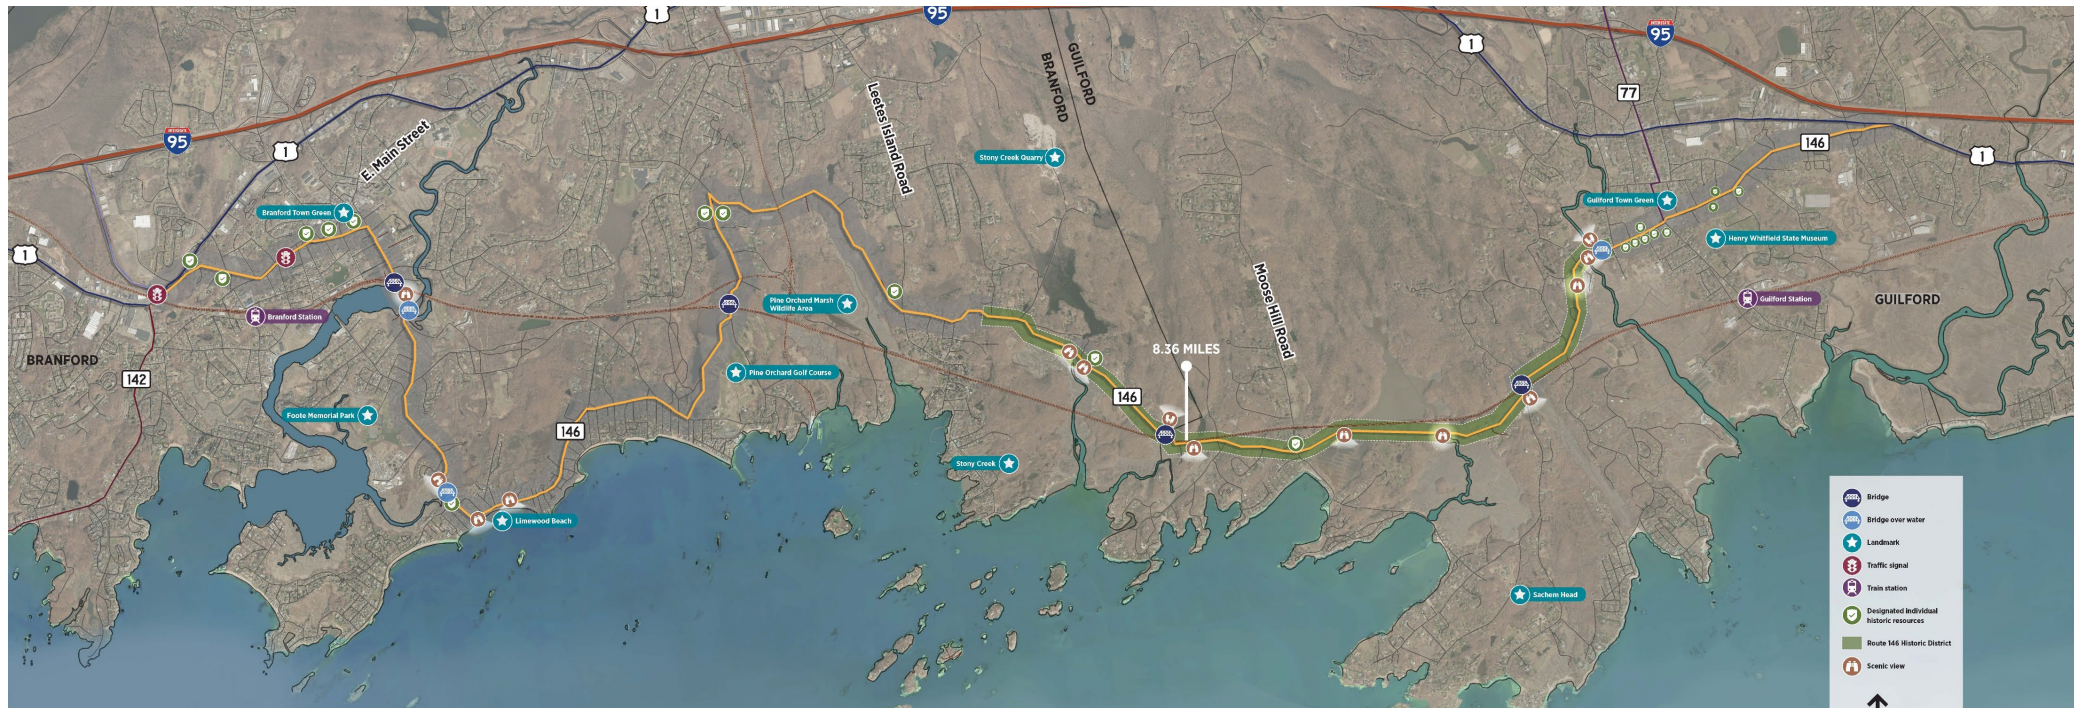 1
95
1
INTERSTATE
95
77
GUILFORD
BRANFORD
Leetes Island Road
INTERSTATE
95
1
E. Main Street
146
1
Stony Creek Quarry
Branford Town Green
Guilford Town Green
Henry Whitfield State Museum
1
Moose Hill Road
Pine Orchard Marsh
Wildlife Area
Guilford Station
GUILFORD
Branford Station
BRANFORD
8.36 MILES
142
Pine Orchard Golf Course
146
Foote Memorial Park
146
Stony Creek
Limewood Beach
Sachem Head
Bridge
Bridge over water
Landmark
Traffic signal
Train station
Designated individual
historic resources
Route 146 Historic District
Scenic view